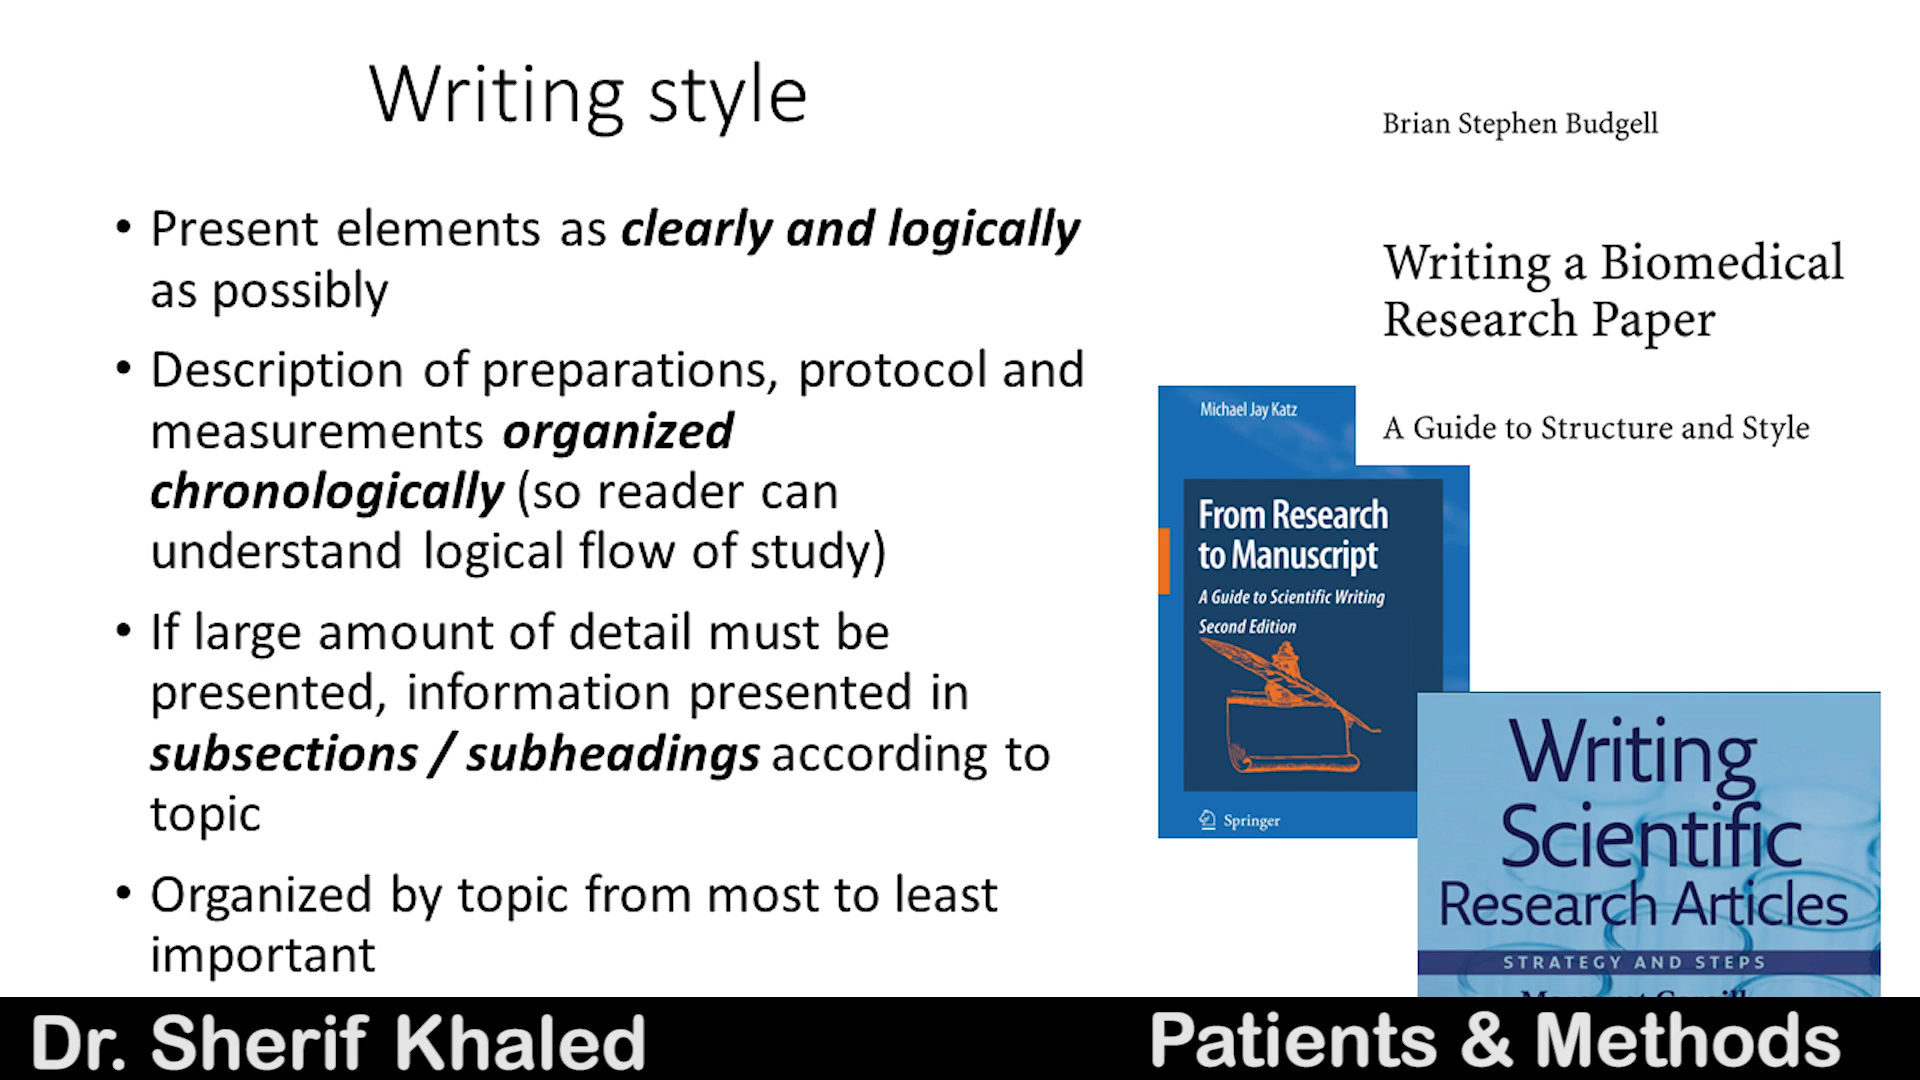 Writing style
• Present elements as clearly and logically
as possibly
• Description of preparations, protocol and
measurements organized
chronologically (so reader can
understand logical flow of study)
• If large amount of detail must be
presented, information presented in
subsections / subheadings according to
topic
• Organized by topic from most to least
important
Brian Stephen Budgell
Writing a Biomedical
Research Paper
A Guide to Structure and Style
Michael Jay Katz
From Research
to Manuscript
A Guide to Scientific Writing
Second Edition
Springer
Writing
Scientific
Research Articles
STRATEGY AND STEPS
Dr. Sherif Khaled
Patients & Methods